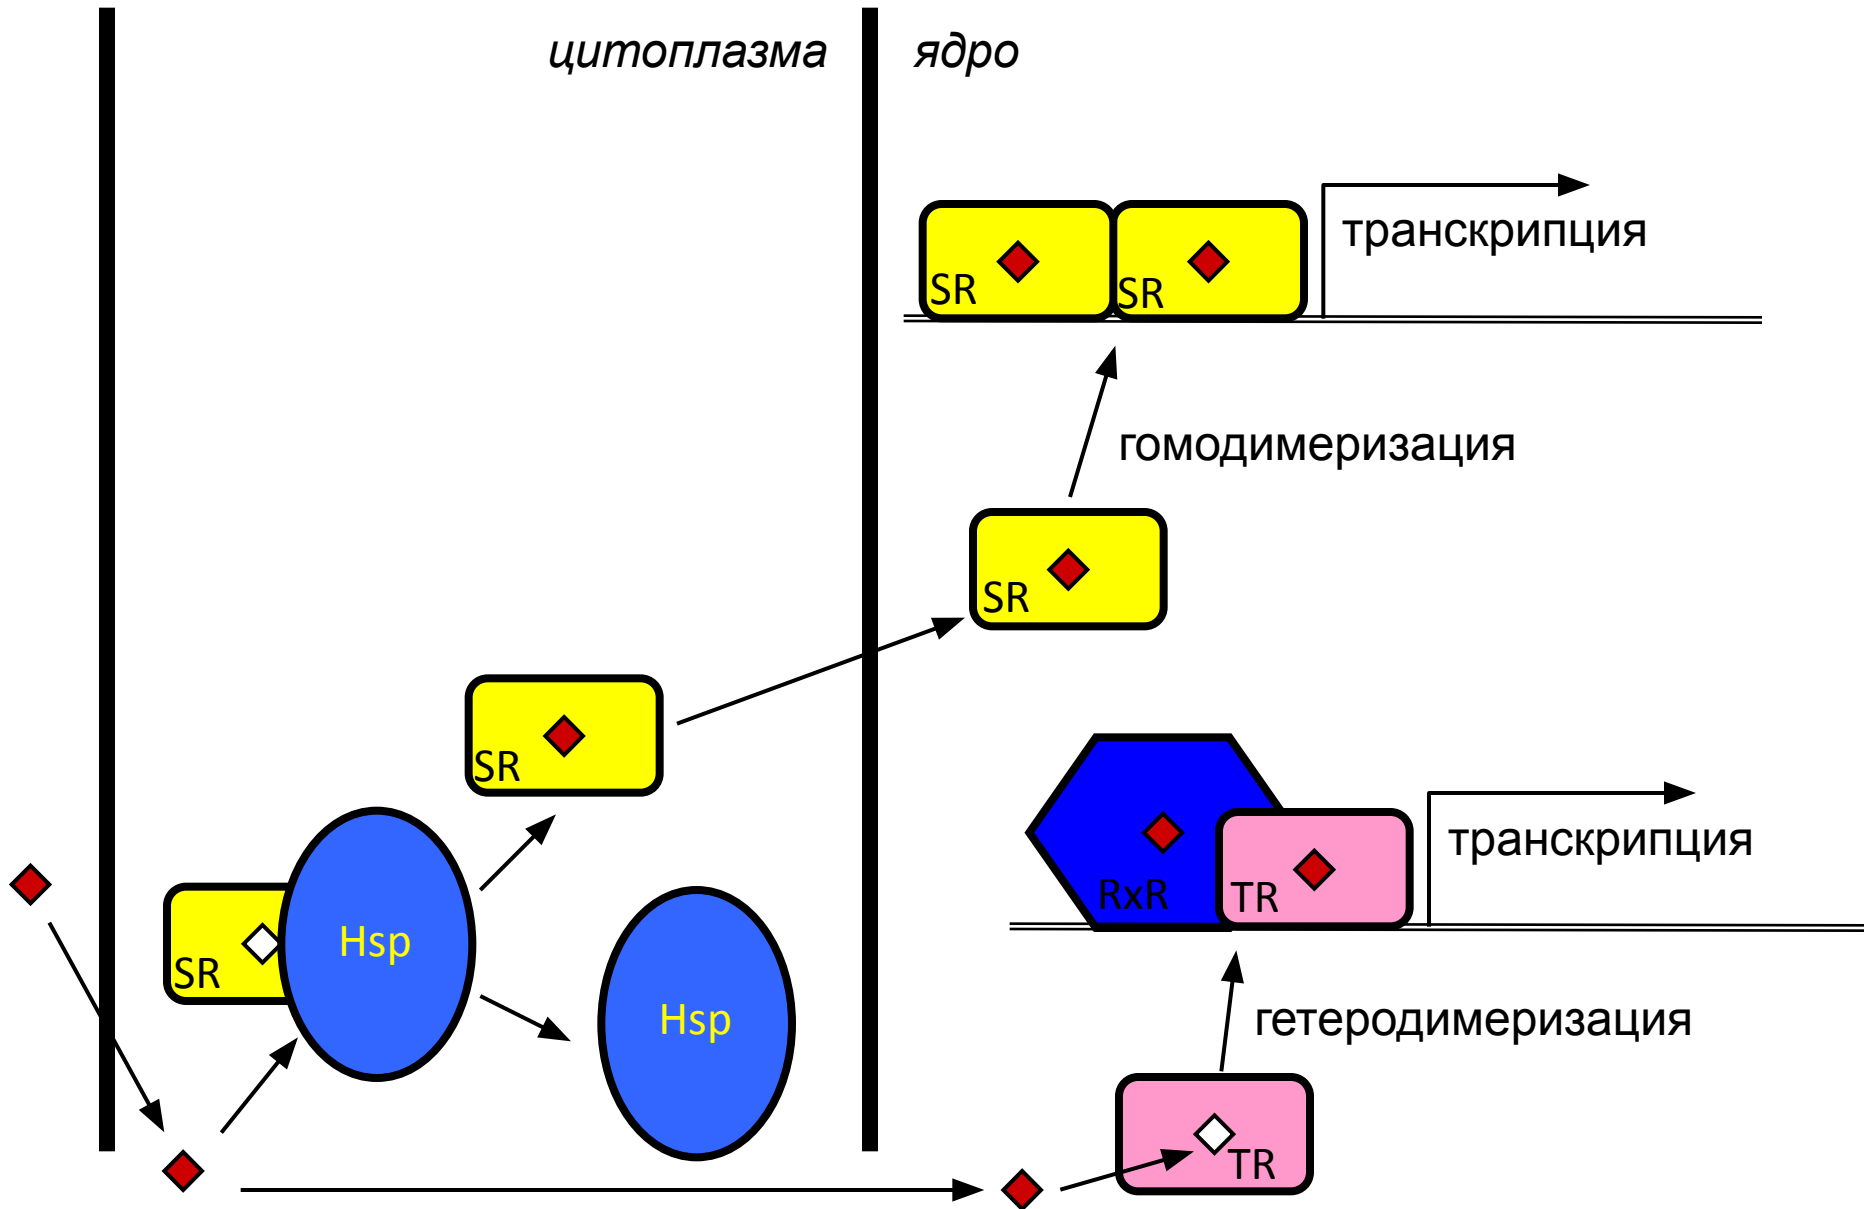 цитоплазма
ядро
транскрипция
SR
SR
гомодимеризация
SR
SR
транскрипция
RxR
TR
Hsp
SR
Hsp
гетеродимеризация
TR